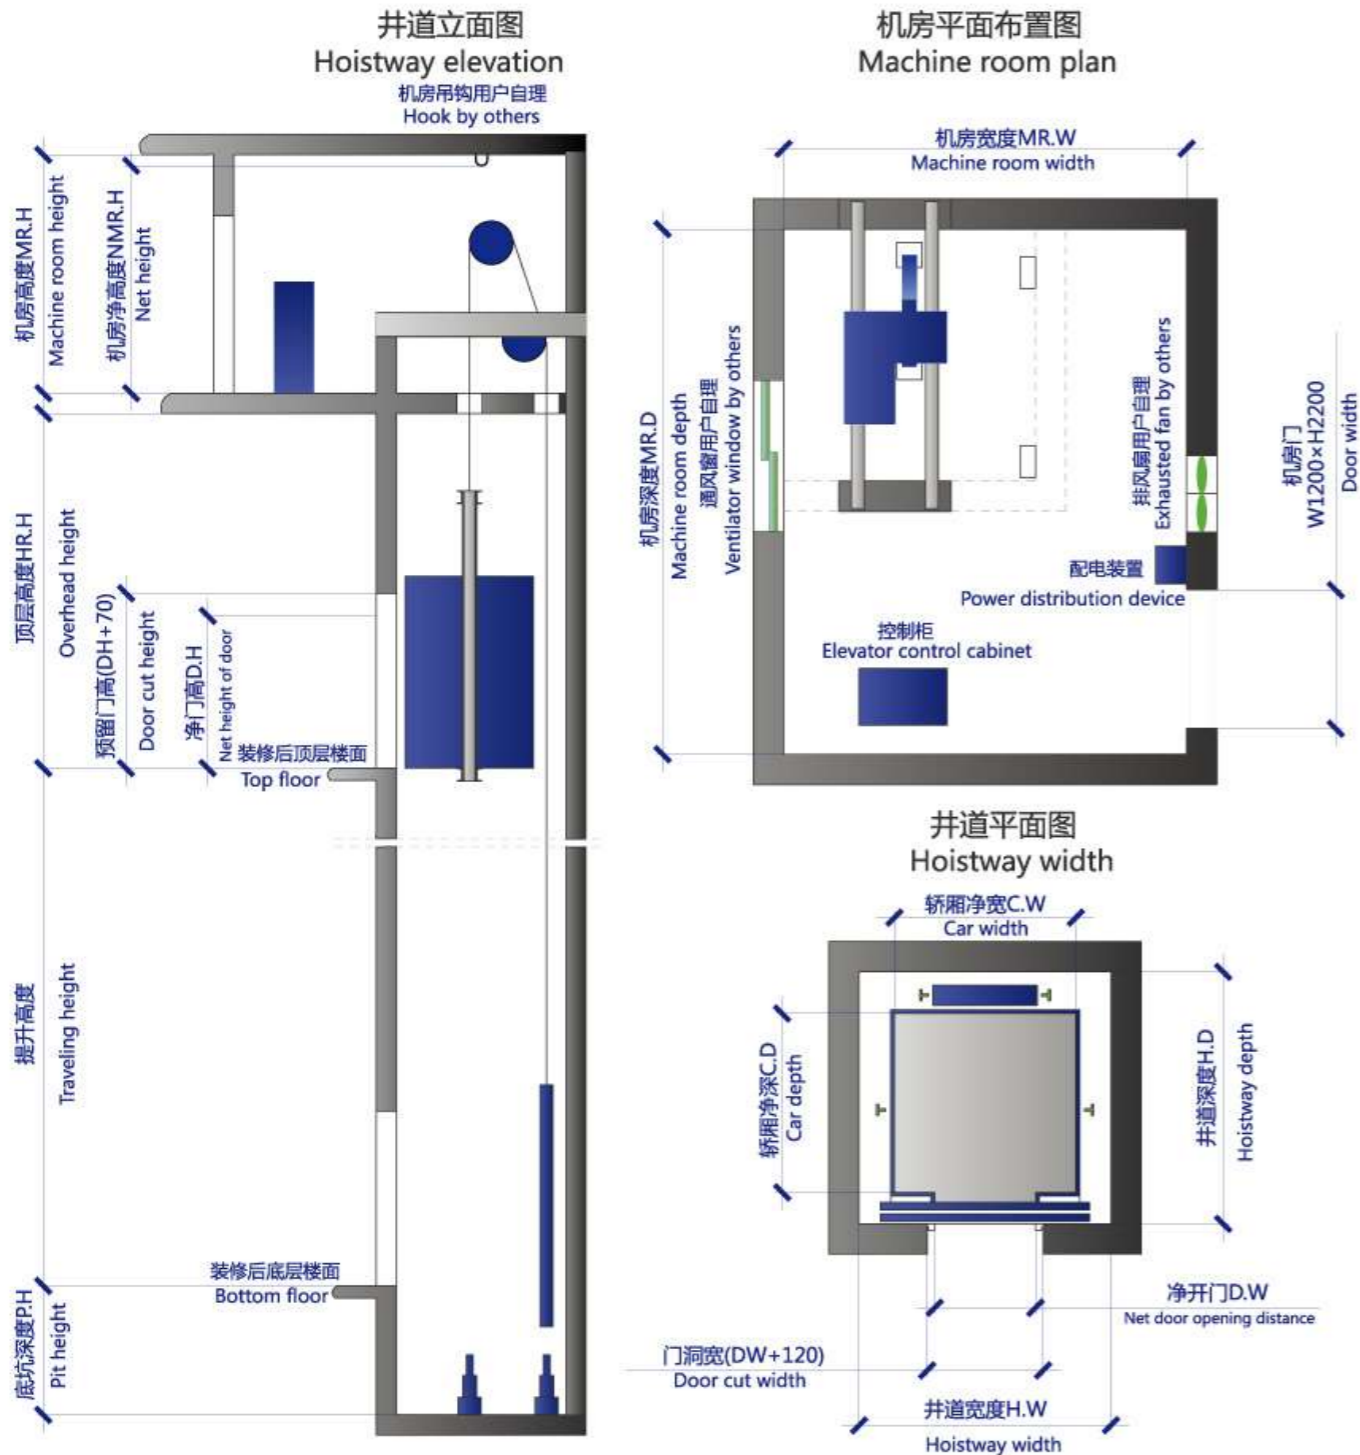 井道立面图
Hoistway elevation
机房吊钩用户自理
Hook by others
机房高度MR.H
Machine room height
机房净高度NMR.H
Net height
顶层高度HR.H
Overhead height
预留门高(DH+70)
Door cut height
净门高D.H
Net height of door
装修后顶层楼面
Top floor
提升高度
Traveling height
装修后底层楼面
Bottom floor
底坑深度P.H
Pit height
机房平面布置图
Machine room plan
机房宽度MR.W
Machine room width
机房深度MR.D
Machine room depth
通风窗用户自理
Ventilator window by others
排风扇用户自理
Exhausted fan by others
机房门
W1200×H2200
Door width
配电装置
Power distribution device
控制柜
Elevator control cabinet
井道平面图
Hoistway width
轿厢净宽C.W
Car width
轿厢净深C.D
Car depth
井道深度H.D
Hoistway depth
净开门D.W
Net door opening distance
门洞宽(DW+120)
Door cut width
井道宽度H.W
Hoistway width